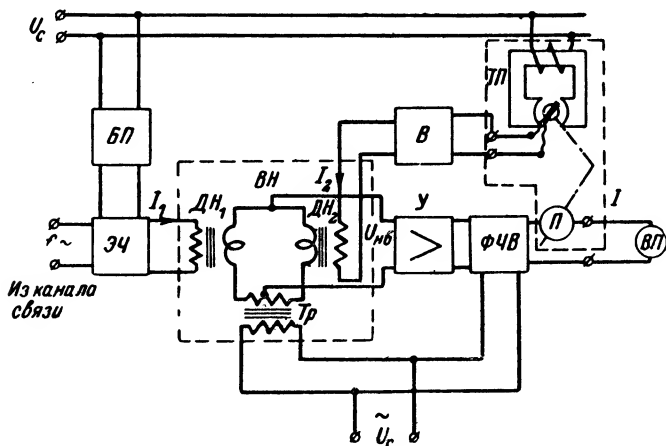 U_c
ТП
БП
В
I_1
ДН_1
ВН
I_2
ДН_2
U_нб
У
П
I
f~
ЭЧ
>
ФЧВ
ВП
Из канала
связи
Тр
~
U_c